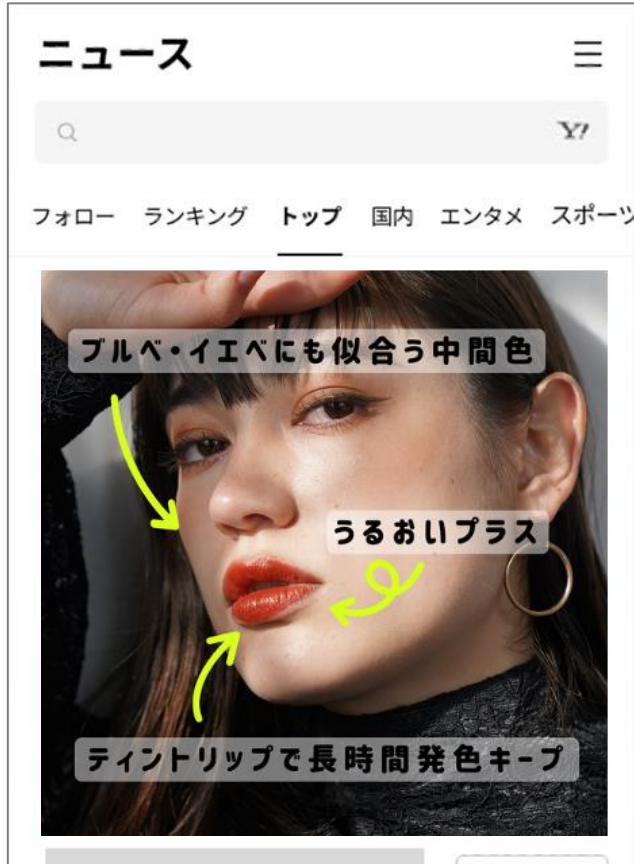 ニュース
Y!
フォロー ランキング トップ 国内 エンタメ スポーツ
ブルベ・イエベにも似合う中間色
うるおいプラス
ティントリップで長時間発色キープ